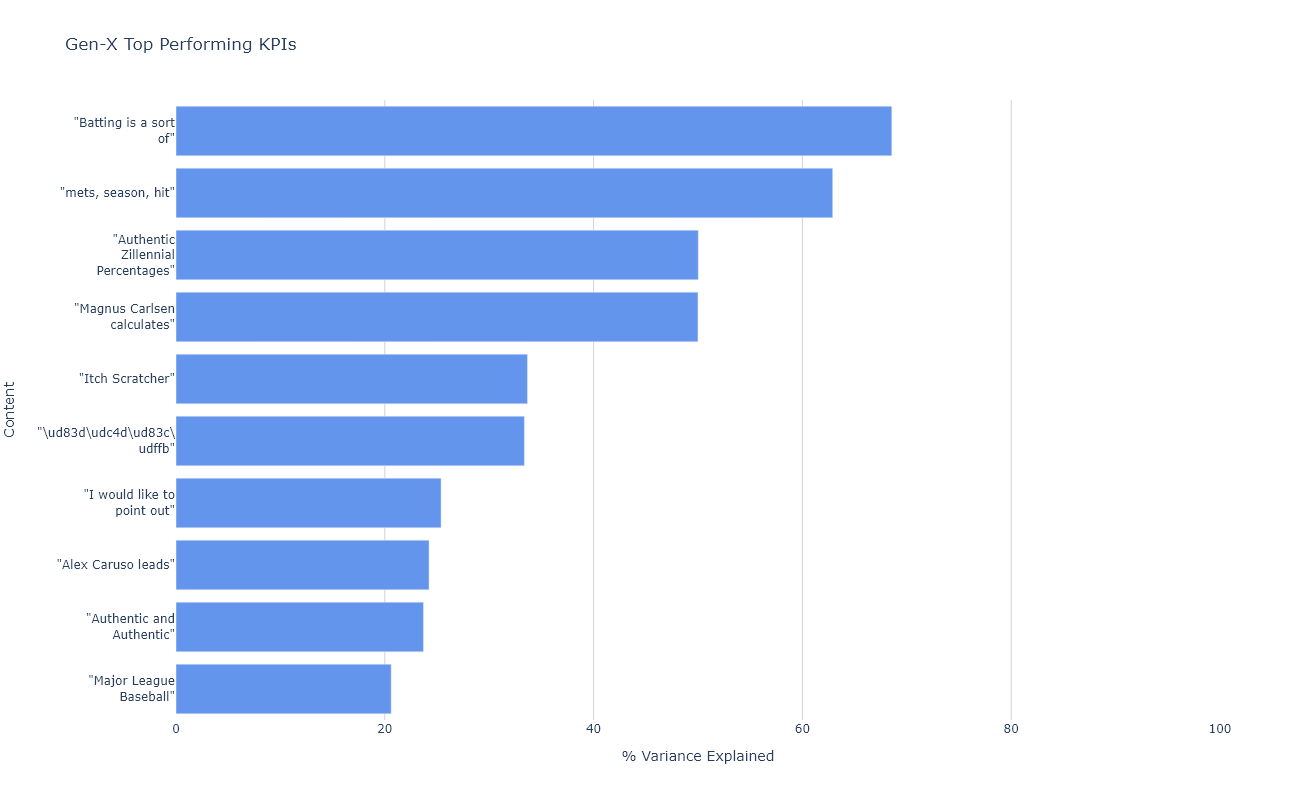 Gen-X Top Performing KPIs
"Batting is a sort
of"
"mets, season, hit"
"Authentic
Zillennial
Percentages"
"Magnus Carlsen
calculates"
"Itch Scratcher"
"\ud83d\udc4d\ud83c\
udffb"
"I would like to
point out"
"Alex Caruso leads"
"Authentic and
Authentic"
"Major League
Baseball"
Content
0 20 40 60 80 100
% Variance Explained